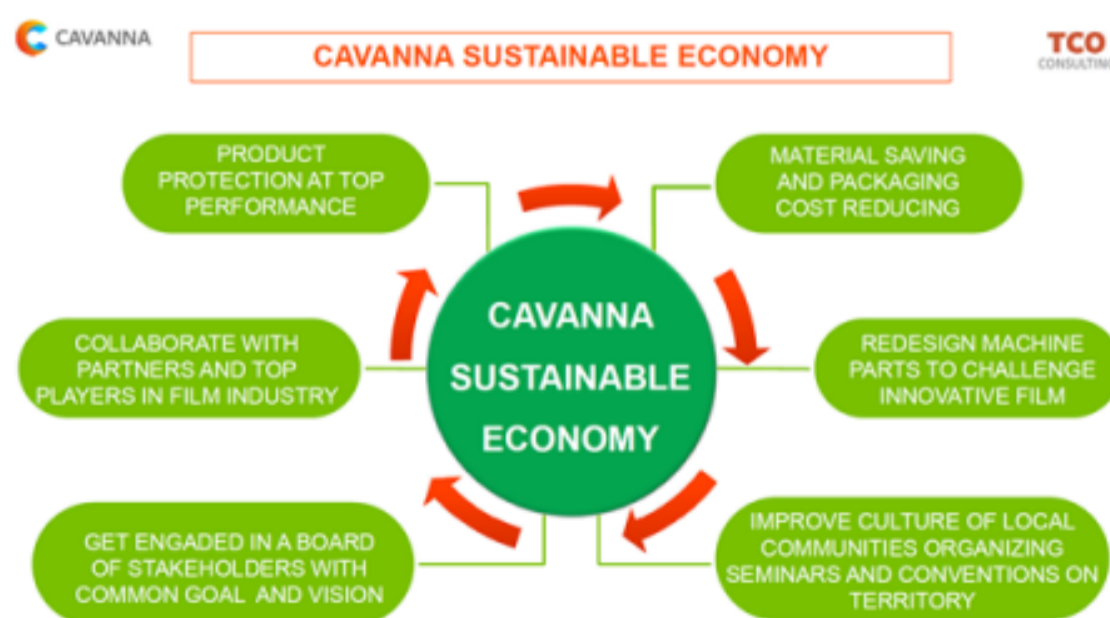 CAVANNA
CAVANNA SUSTAINABLE ECONOMY
TCO
CONSULTING
PRODUCT
PROTECTION AT TOP
PERFORMANCE
MATERIAL SAVING
AND PACKAGING
COST REDUCING
COLLABORATE WITH
PARTNERS AND TOP
PLAYERS IN FILM INDUSTRY
CAVANNA
SUSTAINABLE
ECONOMY
REDESIGN MACHINE
PARTS TO CHALLENGE
INNOVATIVE FILM
GET ENGADED IN A BOARD
OF STAKEHOLDERS WITH
COMMON GOAL AND VISION
IMPROVE CULTURE OF LOCAL
COMMUNITIES ORGANIZING
SEMINARS AND CONVENTIONS ON
TERRITORY